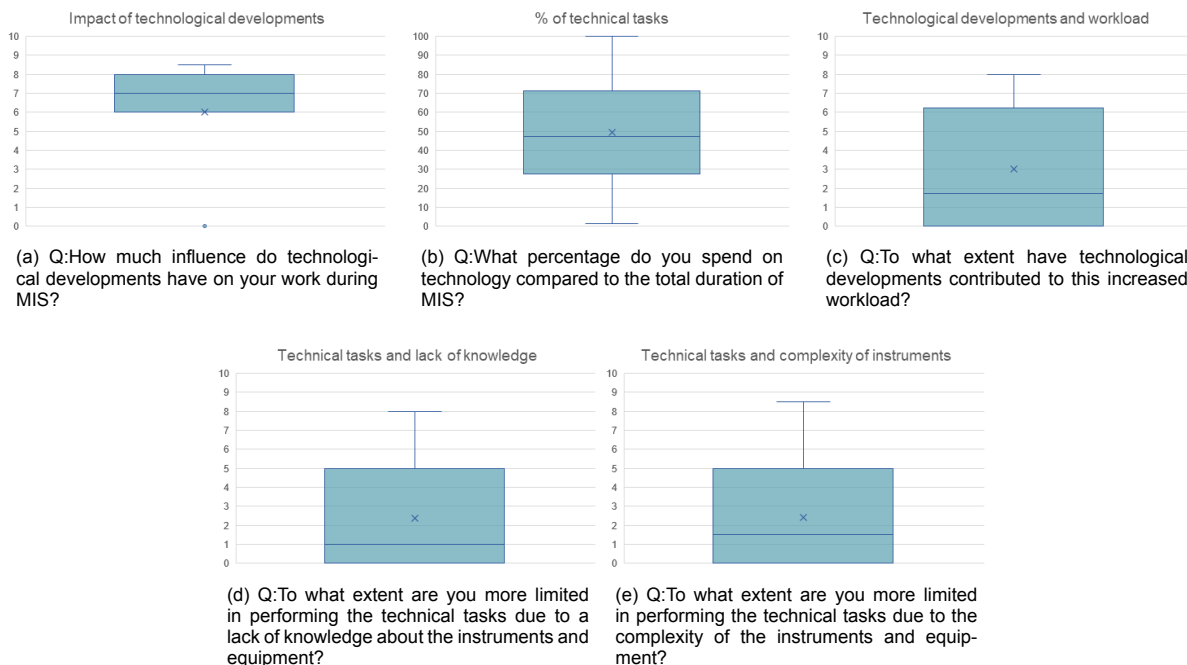 Impact of technological developments
10
9
8
7
6
5
4
3
2
1
0
(a) Q:How much influence do technologi-
cal developments have on your work during
MIS?
% of technical tasks
100
90
80
70
60
50
40
30
20
10
0
(b) Q:What percentage do you spend on
technology compared to the total duration of
MIS?
Technological developments and workload
10
9
8
7
6
5
4
3
2
1
0
(c) Q:To what extent have technological
developments contributed to this increased
workload?
Technical tasks and lack of knowledge
10
9
8
7
6
5
4
3
2
1
0
(d) Q:To what extent are you more limited
in performing the technical tasks due to a
lack of knowledge about the instruments and
equipment?
Technical tasks and complexity of instruments
10
9
8
7
6
5
4
3
2
1
0
(e) Q:To what extent are you more limited
in performing the technical tasks due to the
complexity of the instruments and equip-
ment?